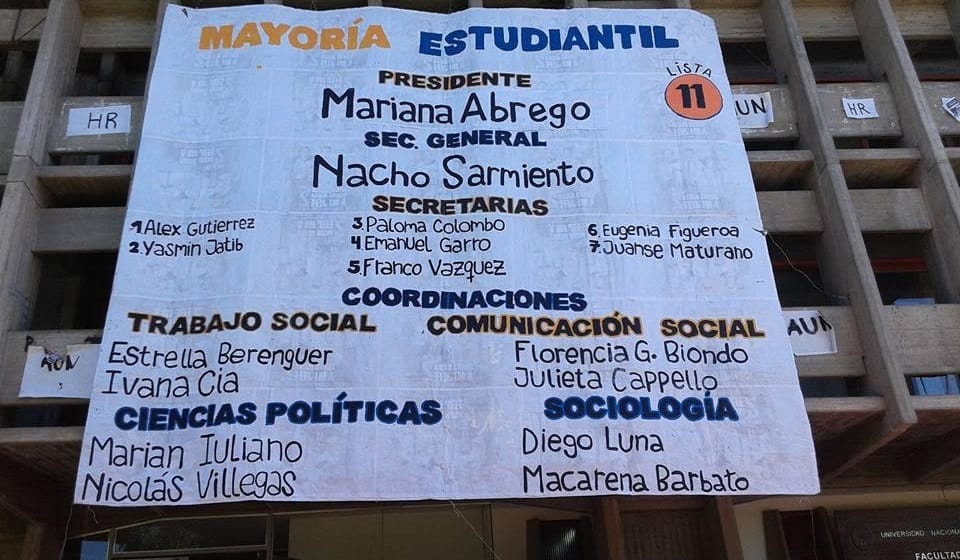 MAYORÍA ESTUDIANTIL
LISTA
11
PRESIDENTE
Mariana Abrego
SEC. GENERAL
Nacho Sarmiento
SECRETARIAS
1 Alex Gutierrez
2. Yasmin Jatib
3. Paloma Colombo
4 Emanuel Garro
5. Franco Vazquez
6. Eugenia Figueroa
7. Juanse Maturano
COORDINACIONES
TRABAJO SOCIAL
Estrella Berenguer
Ivana Cia
COMUNICACIÓN SOCIAL
Florencia G. Biondo
Julieta Cappello
CIENCIAS POLÍTICAS
Marian Iuliano
Nicolás Villegas
SOCIOLOGÍA
Diego Luna
Macarena Barbato
HR
AUN
HR
AUN
AUN
UNIVERSIDAD NACIONAL
FACULTAD